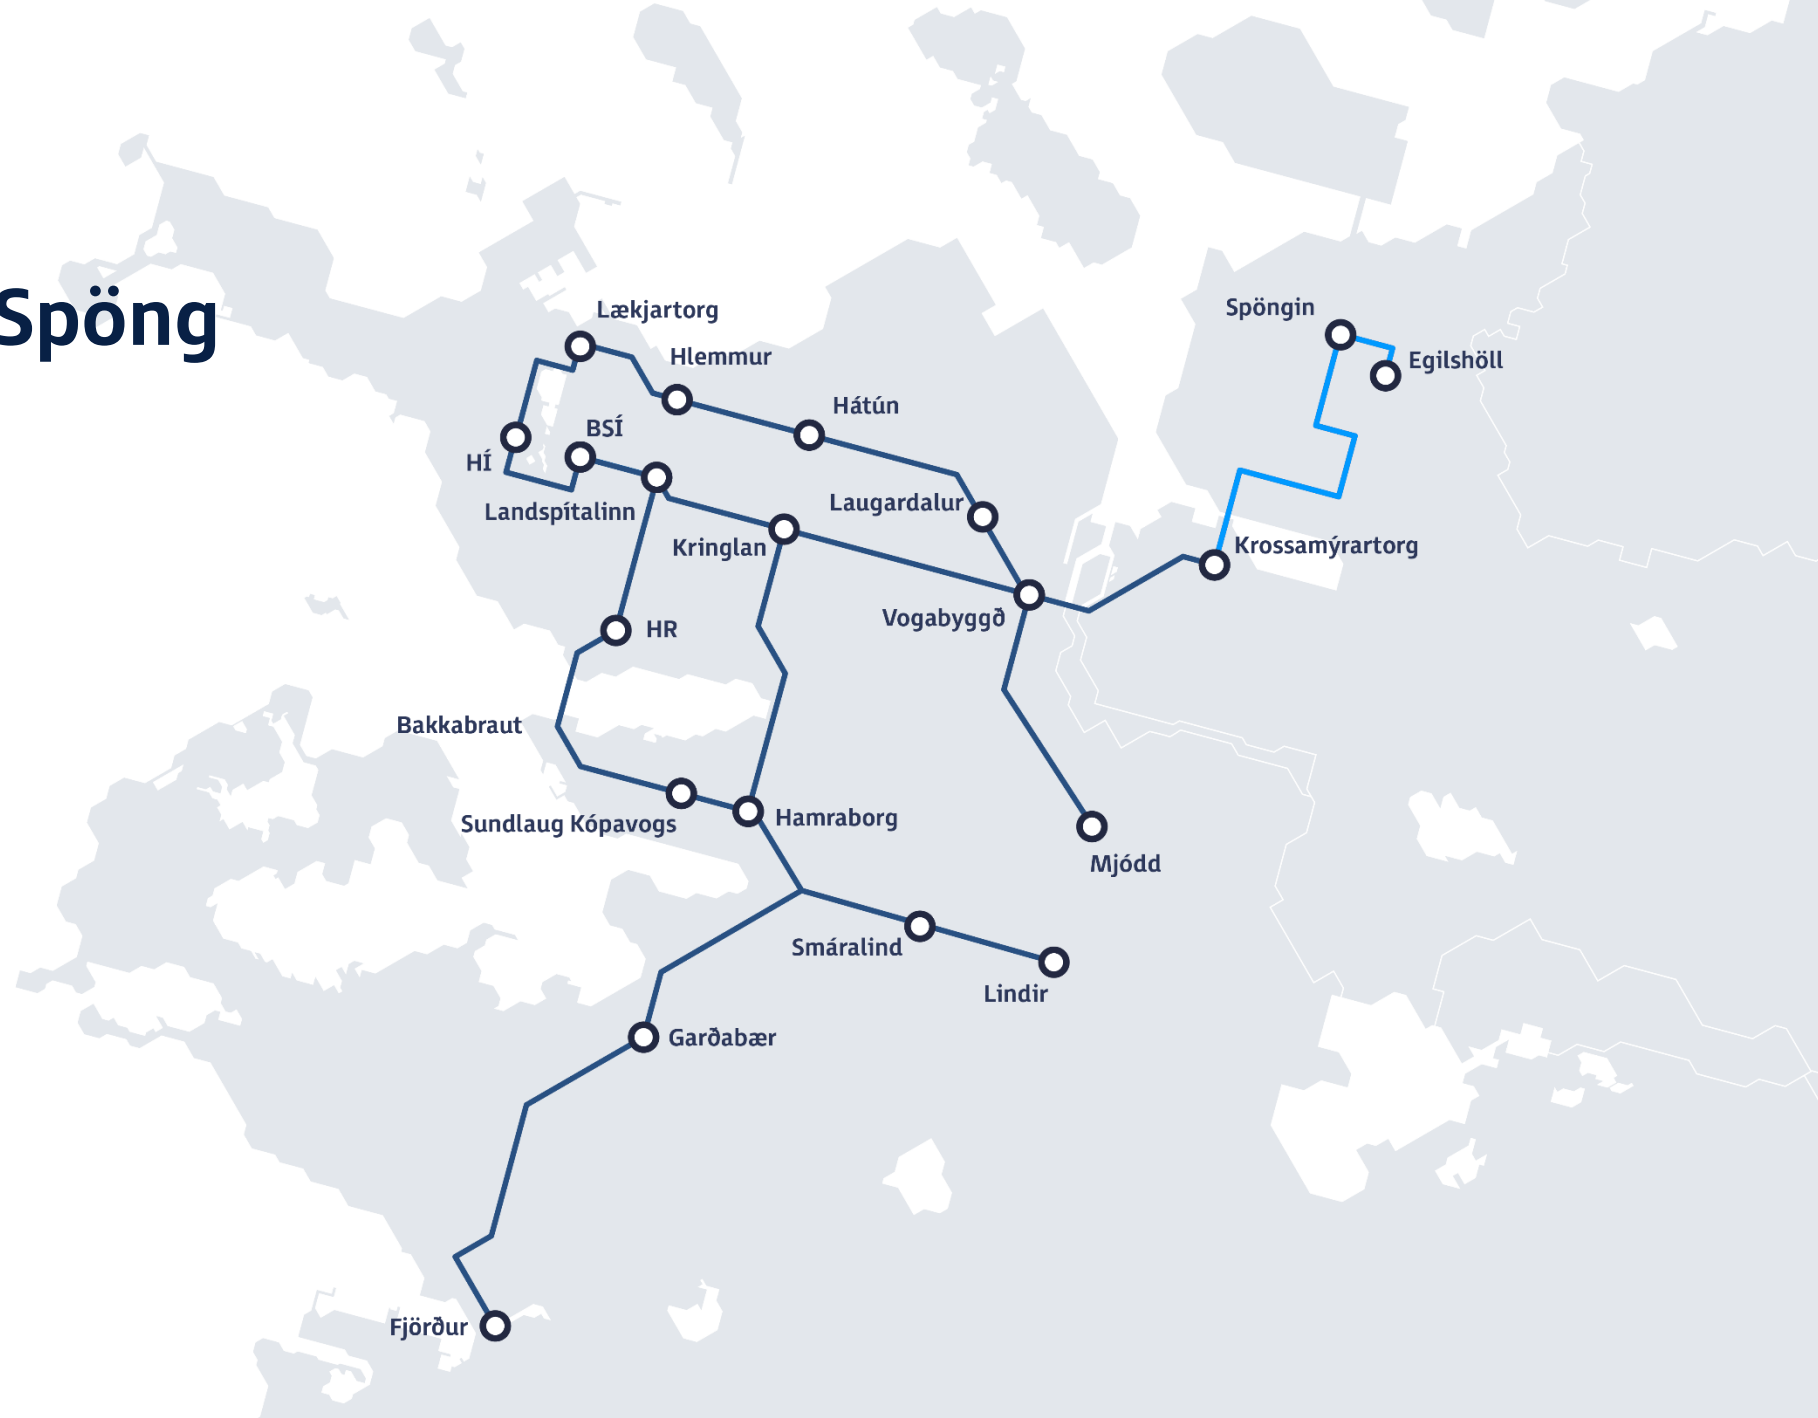 Spöng
Lækjartorg
Hlemmur
Spöngin
Egilshöll
Hátún
BSÍ
HÍ
Landspítalinn
Laugardalur
Kringlan
Krossamýrartorg
Vogabyggð
HR
Bakkabraut
Sundlaug Kópavogs
Hamraborg
Mjódd
Smáralind
Lindir
Garðabær
Fjörður